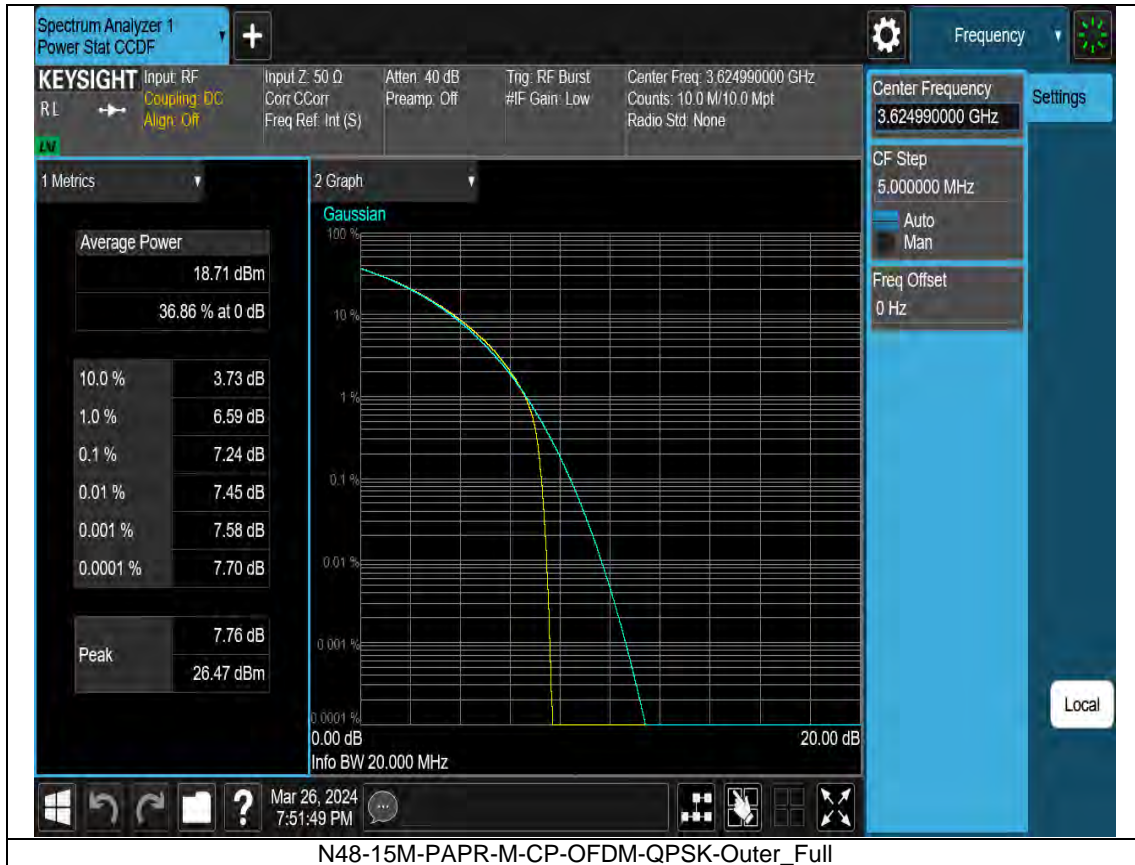 Spectrum Analyzer 1
Power Stat CCDF
Frequency
KEYSIGHT
RL
LNI
Input: RF
Coupling: DC
Align: Off
Input Z: 50 Ω
Corr CCorr
Freq Ref: Int (S)
Atten: 40 dB
Preamp: Off
Trig: RF Burst
#IF Gain: Low
Center Freq: 3.624990000 GHz
Counts: 10.0 M/10.0 Mpt
Radio Std: None
Center Frequency
3.624990000 GHz
Settings
CF Step
5.000000 MHz
Auto
Man
Freq Offset
0 Hz
Local
1 Metrics
Average Power
18.71 dBm
36.86 % at 0 dB
10.0 % 3.73 dB
1.0 % 6.59 dB
0.1 % 7.24 dB
0.01 % 7.45 dB
0.001 % 7.58 dB
0.0001 % 7.70 dB
Peak
7.76 dB
26.47 dBm
2 Graph
Gaussian
100 %
10 %
1 %
0.1 %
0.01 %
0.001 %
0.0001 %
0.00 dB
20.00 dB
Info BW 20.000 MHz
?
Mar 26, 2024
7:51:49 PM
N48-15M-PAPR-M-CP-OFDM-QPSK-Outer_Full